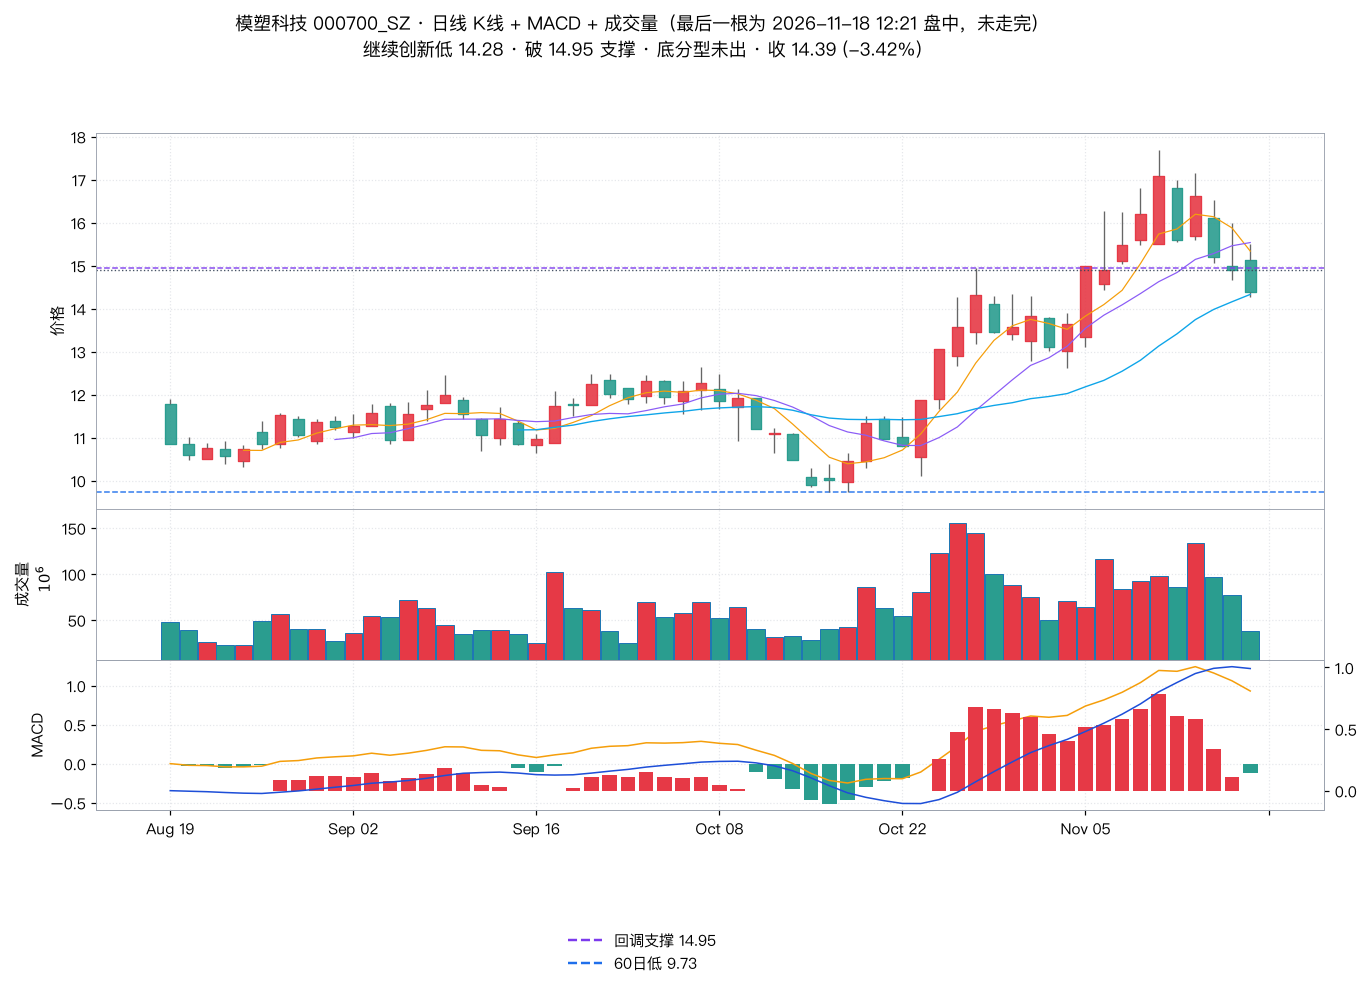 模塑科技 000700_SZ · 日线 K线 + MACD + 成交量（最后一根为 2026−11−18 12:21 盘中，未走完）
继续创新低 14.28 · 破 14.95 支撑 · 底分型未出 · 收 14.39 (−3.42%)
18
17
16
15
14
13
12
11
10
价格
150
100
50
成交量
10⁶
1.0
0.5
0.0
−0.5
MACD
1.0
0.5
0.0
Aug 19
Sep 02
Sep 16
Oct 08
Oct 22
Nov 05
回调支撑 14.95
60日低 9.73